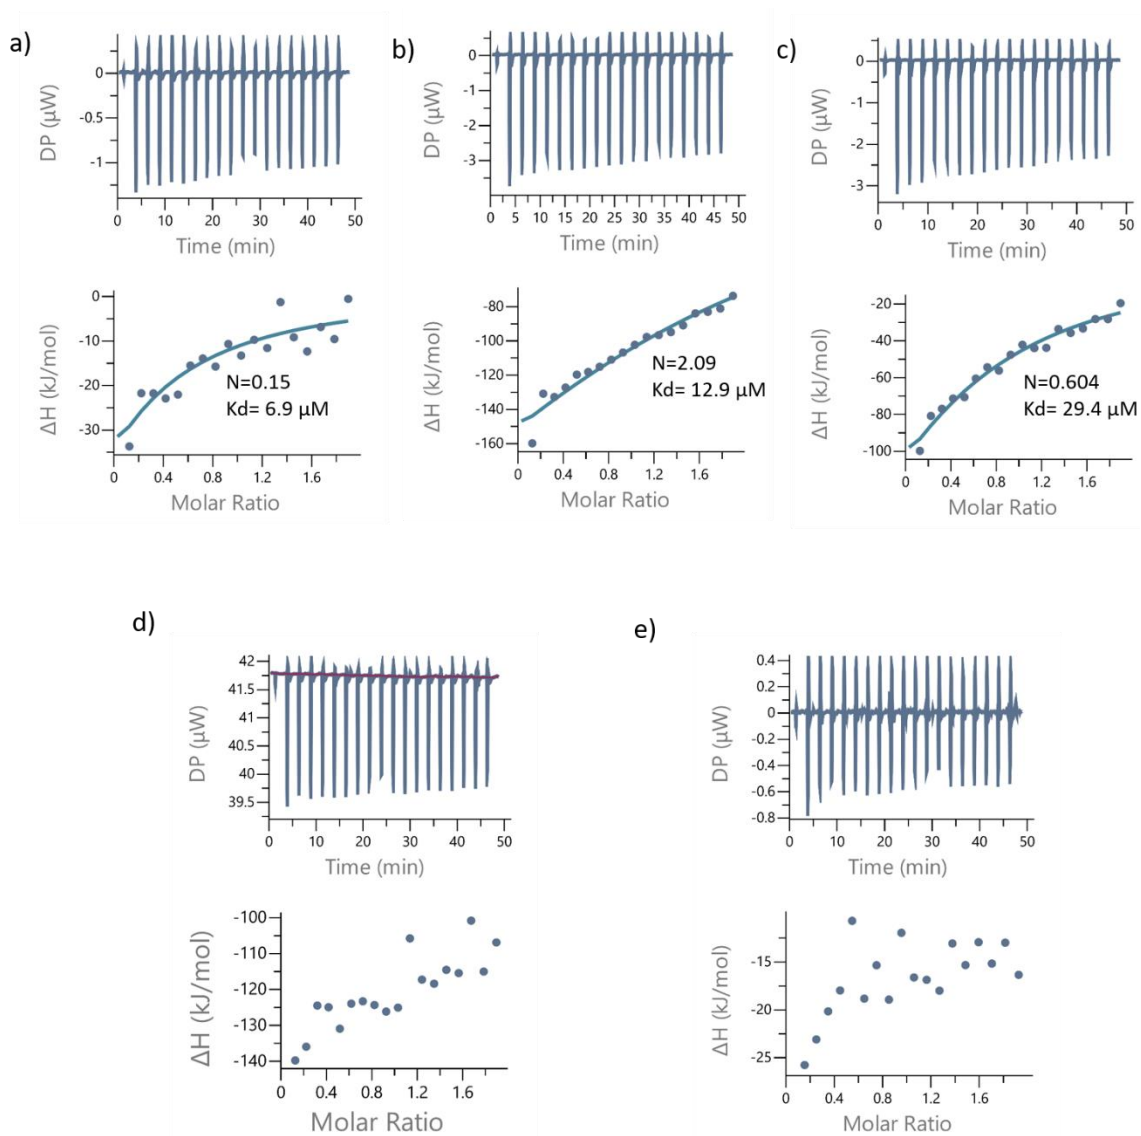 a)
DP (µW)
0
-0.5
-1
0 10 20 30 40 50
Time (min)
ΔH (kJ/mol)
0
-10
-20
-30
N=0.15
Kd= 6.9 µM
0 0.4 0.8 1.2 1.6
Molar Ratio
b)
DP (µW)
0
-1
-2
-3
0 5 10 15 20 25 30 35 40 45 50
Time (min)
ΔH (kJ/mol)
-80
-100
-120
-140
-160
N=2.09
Kd= 12.9 µM
0 0.4 0.8 1.2 1.6
Molar Ratio
c)
DP (µW)
0
-1
-2
-3
0 10 20 30 40 50
Time (min)
ΔH (kJ/mol)
-20
-40
-60
-80
-100
N=0.604
Kd= 29.4 µM
0 0.4 0.8 1.2 1.6
Molar Ratio
d)
DP (µW)
42
41.5
41
40.5
40
39.5
0 10 20 30 40 50
Time (min)
ΔH (kJ/mol)
-100
-110
-120
-130
-140
0 0.4 0.8 1.2 1.6
Molar Ratio
e)
DP (µW)
0.4
0.2
0
-0.2
-0.4
-0.6
-0.8
0 10 20 30 40 50
Time (min)
ΔH (kJ/mol)
-15
-20
-25
0 0.4 0.8 1.2 1.6
Molar Ratio